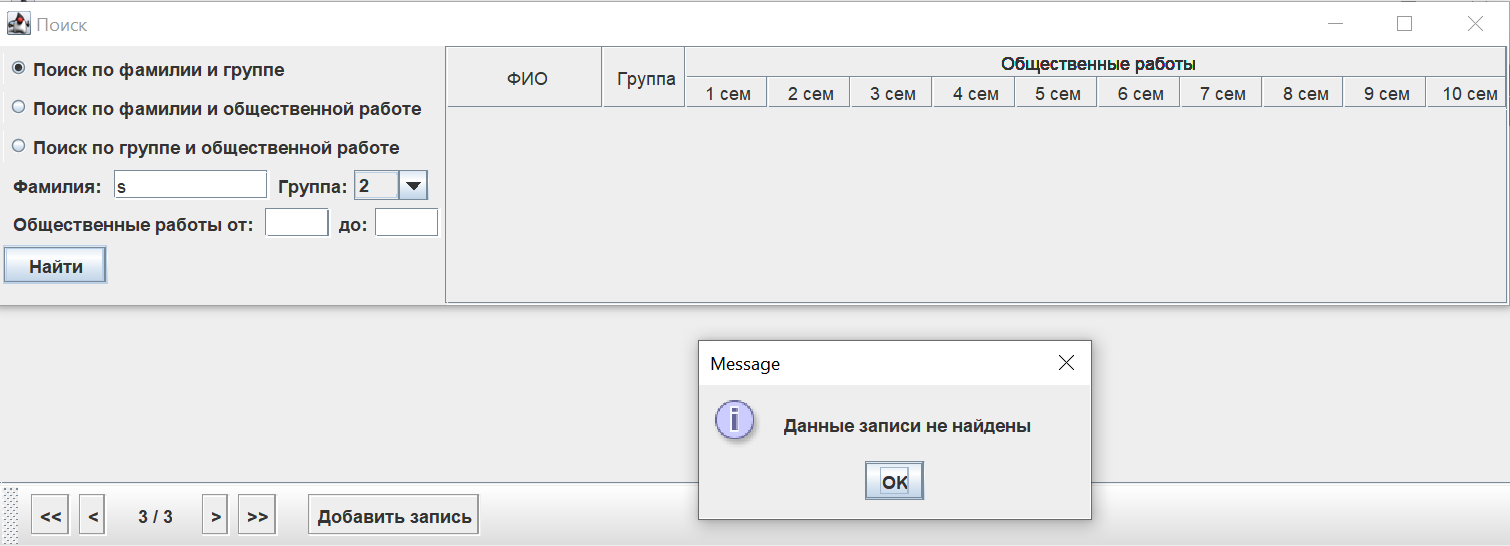 Поиск
Поиск по фамилии и группе
Поиск по фамилии и общественной работе
Поиск по группе и общественной работе
Фамилия: s Группа: 2
Общественные работы от: до:
Найти
ФИО Группа Общественные работы
1 сем 2 сем 3 сем 4 сем 5 сем 6 сем 7 сем 8 сем 9 сем 10 сем
Message
Данные записи не найдены
OK
<< < 3 / 3 > >> Добавить запись